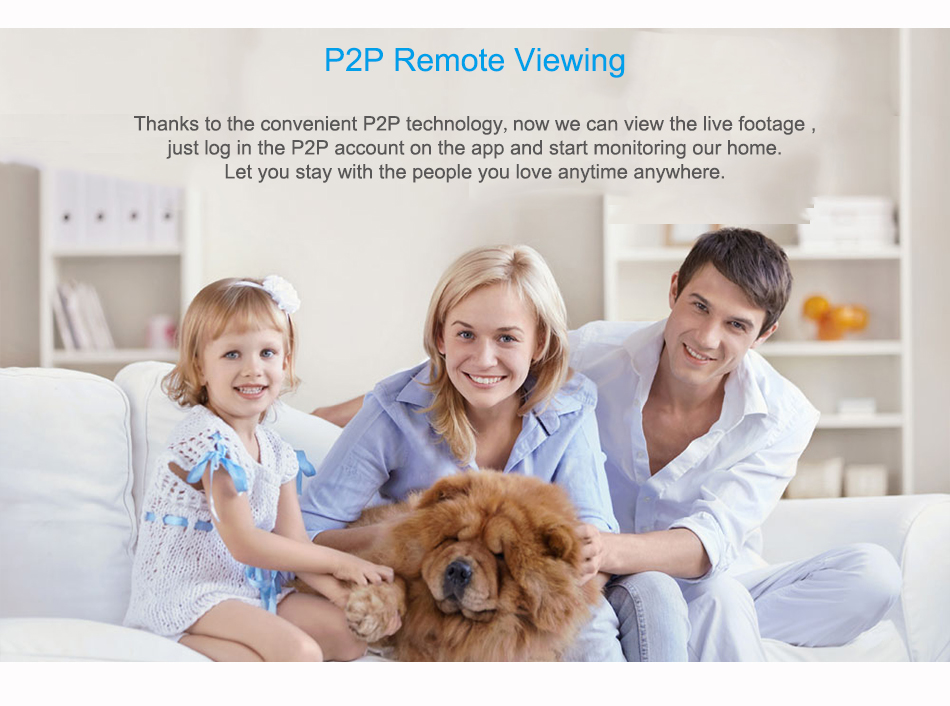 P2P Remote Viewing
Thanks to the convenient P2P technology, now we can view the live footage ,
just log in the P2P account on the app and start monitoring our home.
Let you stay with the people you love anytime anywhere.